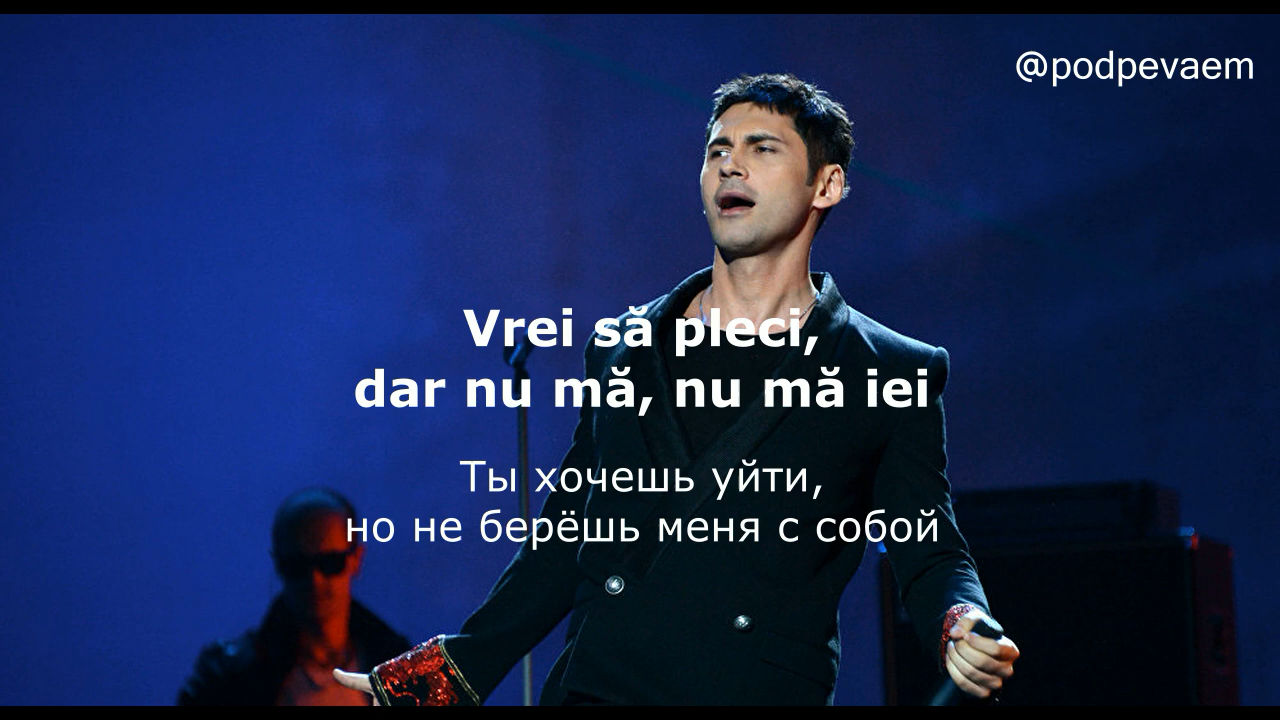 @podpevaem
Vrei să pleci,
dar nu mă, nu mă iei
Ты хочешь уйти,
но не берёшь меня с собой